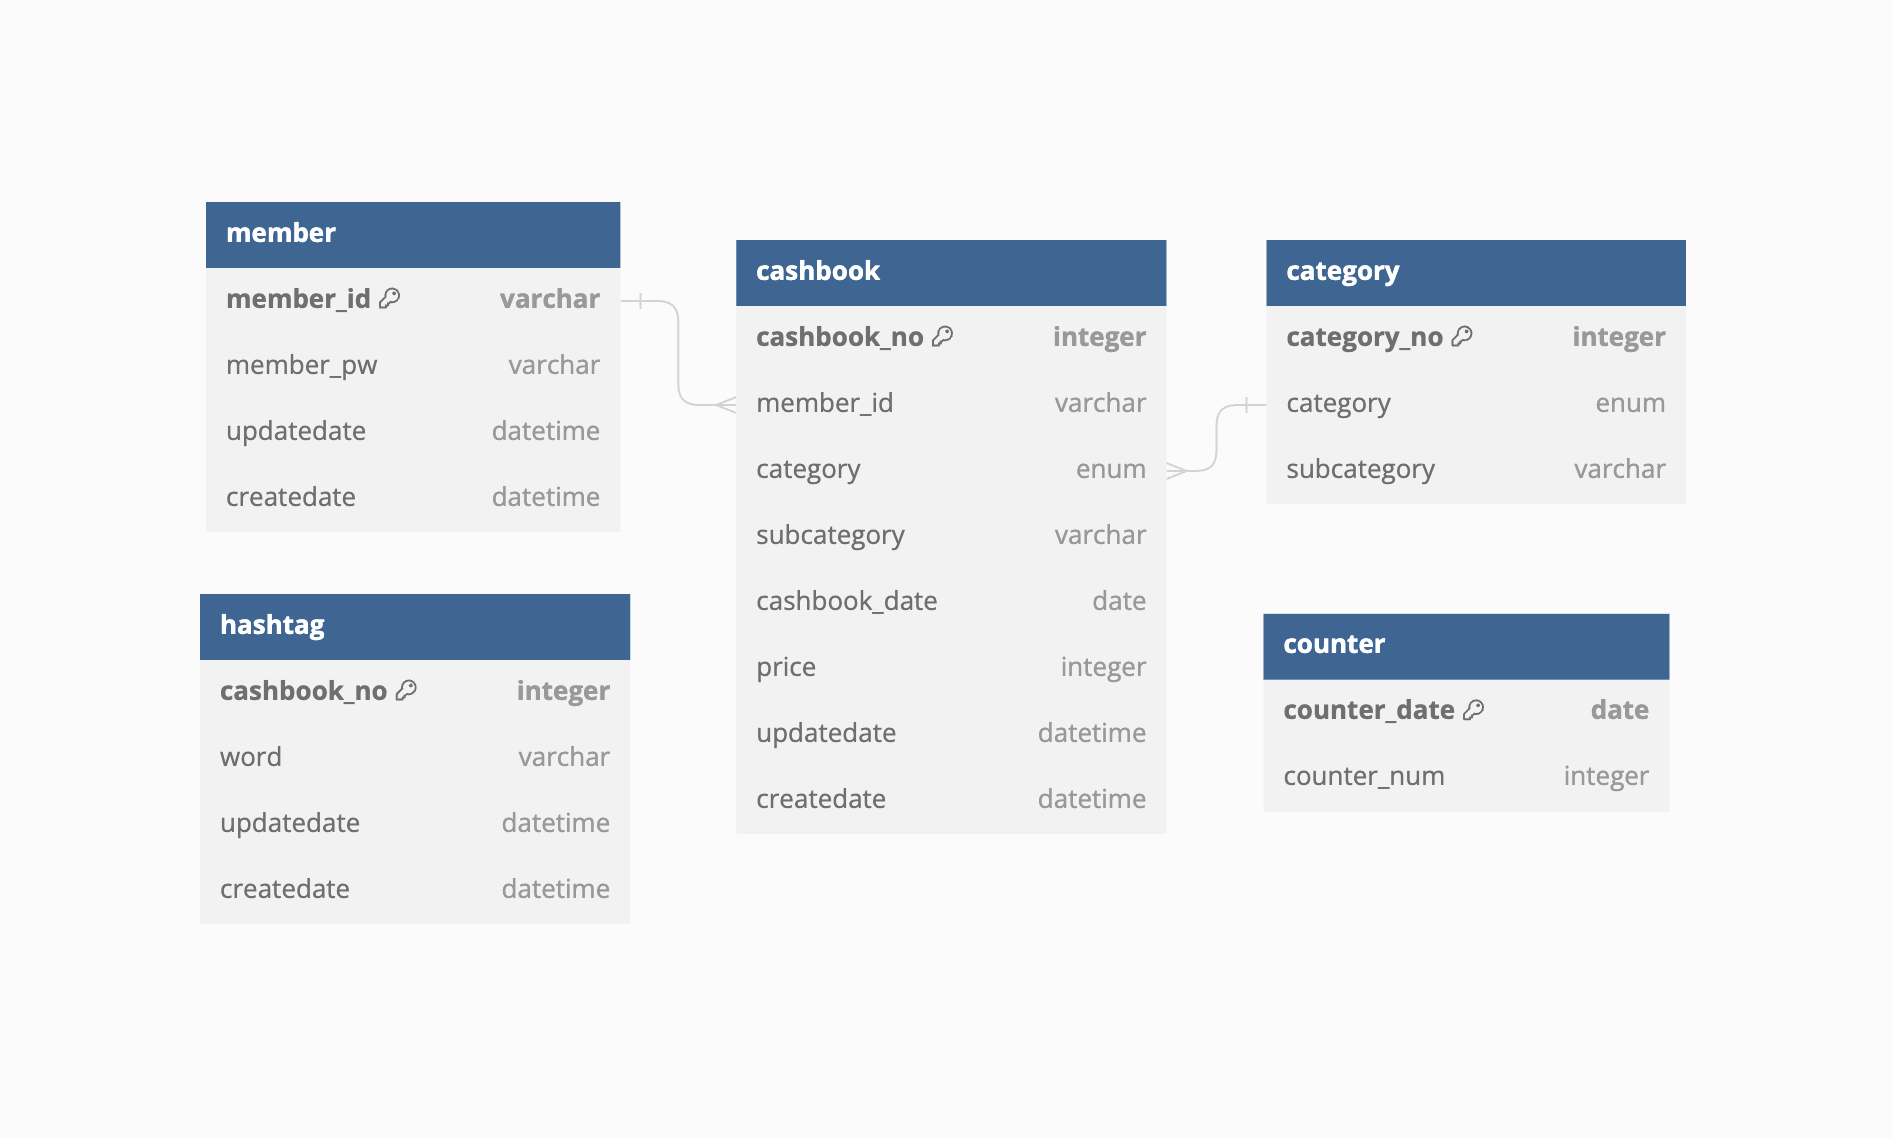 member
member_id varchar
member_pw varchar
updatedate datetime
createdate datetime
hashtag
cashbook_no integer
word varchar
updatedate datetime
createdate datetime
cashbook
cashbook_no integer
member_id varchar
category enum
subcategory varchar
cashbook_date date
price integer
updatedate datetime
createdate datetime
category
category_no integer
category enum
subcategory varchar
counter
counter_date date
counter_num integer